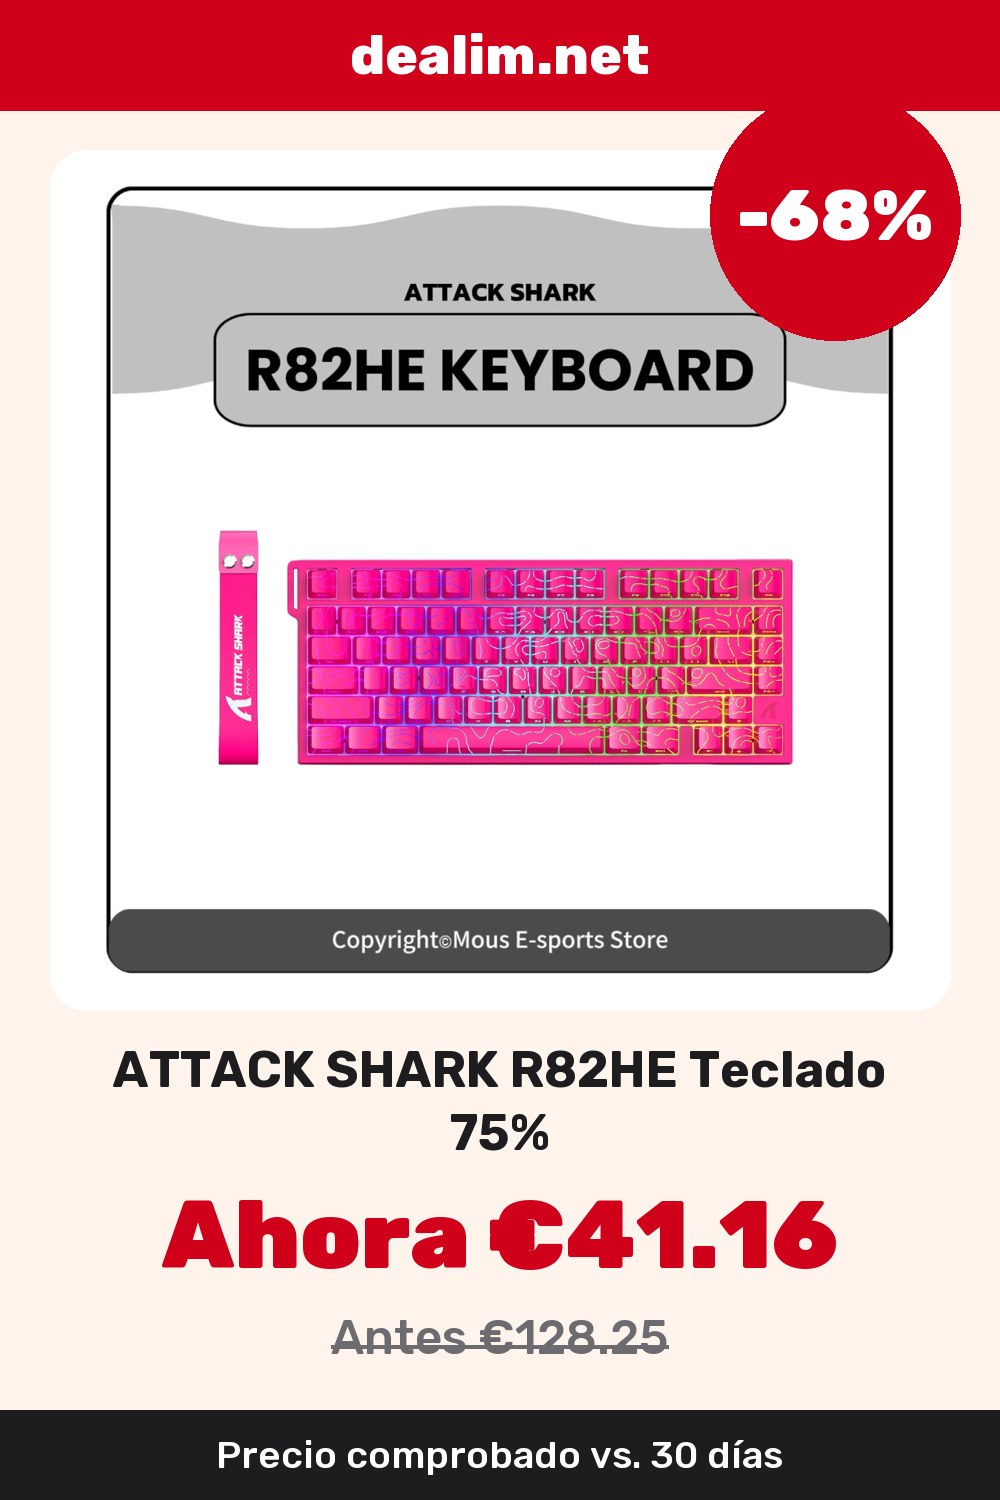 dealim.net
-68%
ATTACK SHARK
R82HE KEYBOARD
ATTACK SHARK
Copyright©Mous E-sports Store
ATTACK SHARK R82HE Teclado
75%
Ahora €41.16
Antes €128.25
Precio comprobado vs. 30 días